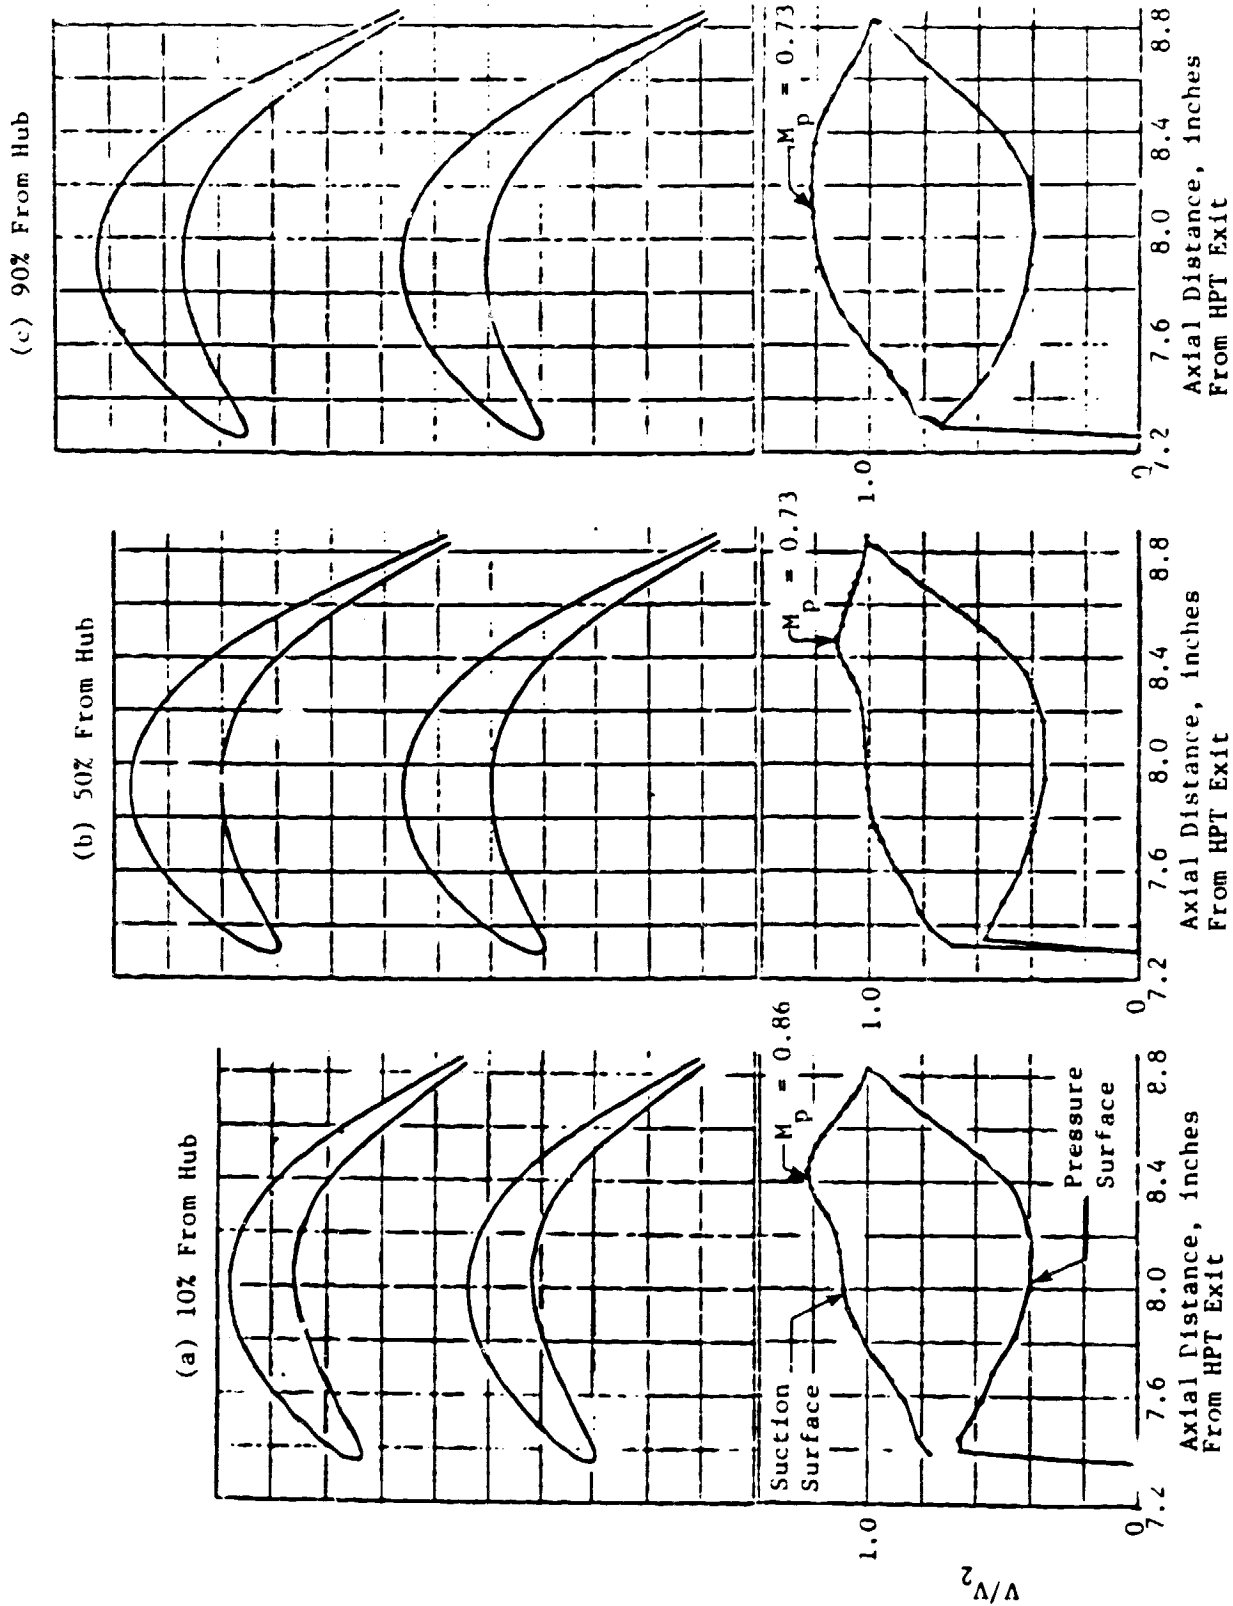 (a) 10% From Hub
M_p = 0.86
Suction
Surface
Pressure
Surface
V/V_2
1.0
0
7.2 7.6 8.0 8.4 8.8
Axial Distance, inches
From HPT Exit
(b) 50% From Hub
M_p = 0.73
1.0
0
7.2 7.6 8.0 8.4 8.8
Axial Distance, inches
From HPT Exit
(c) 90% From Hub
M_p = 0.73
1.0
0
7.2 7.6 8.0 8.4 8.8
Axial Distance, inches
From HPT Exit